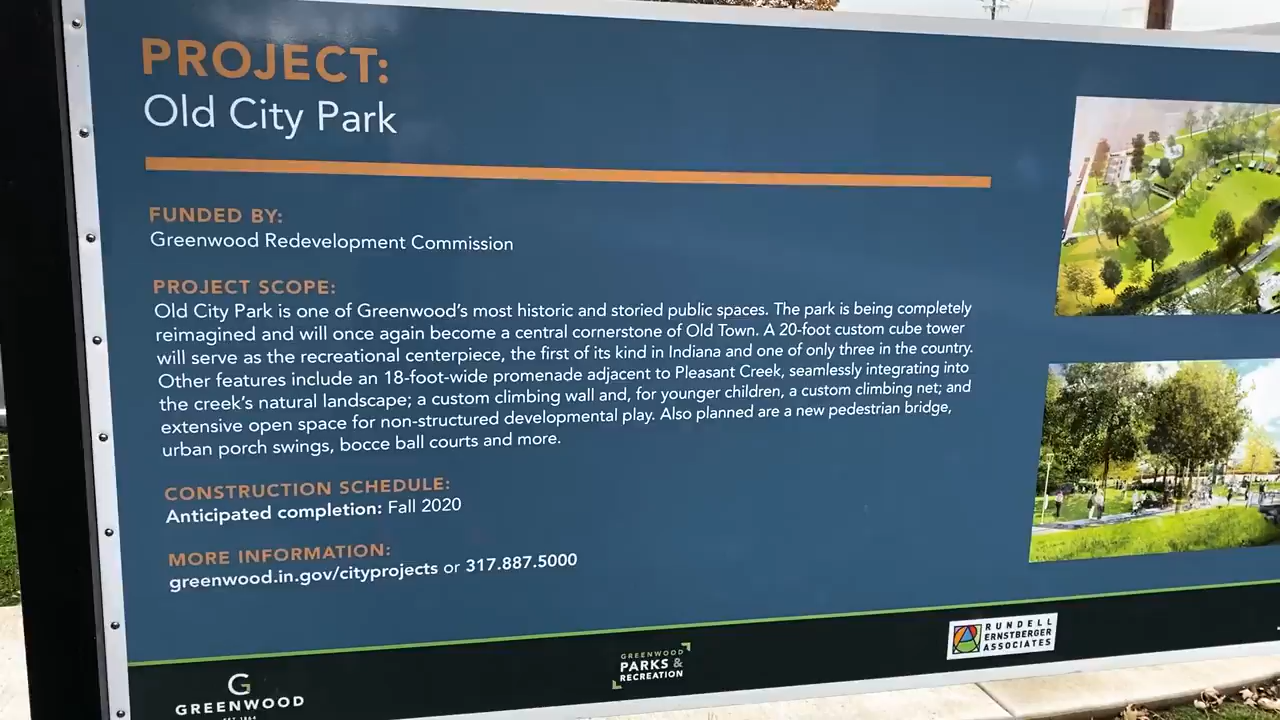 PROJECT:
Old City Park
FUNDED BY:
Greenwood Redevelopment Commission
PROJECT SCOPE:
Old City Park is one of Greenwood's most historic and storied public spaces. The park is being completely
reimagined and will once again become a central cornerstone of Old Town. A 20-foot custom cube tower
will serve as the recreational centerpiece, the first of its kind in Indiana and one of only three in the country.
Other features include an 18-foot-wide promenade adjacent to Pleasant Creek, seamlessly integrating into
the creek's natural landscape; a custom climbing wall and, for younger children, a custom climbing net; and
extensive open space for non-structured developmental play. Also planned are a new pedestrian bridge,
urban porch swings, bocce ball courts and more.
CONSTRUCTION SCHEDULE:
Anticipated completion: Fall 2020
MORE INFORMATION:
greenwood.in.gov/cityprojects or 317.887.5000
G
GREENWOOD
EST. 1864
GREENWOOD
PARKS &
RECREATION
RUNDELL
ERNSTBERGER
ASSOCIATES